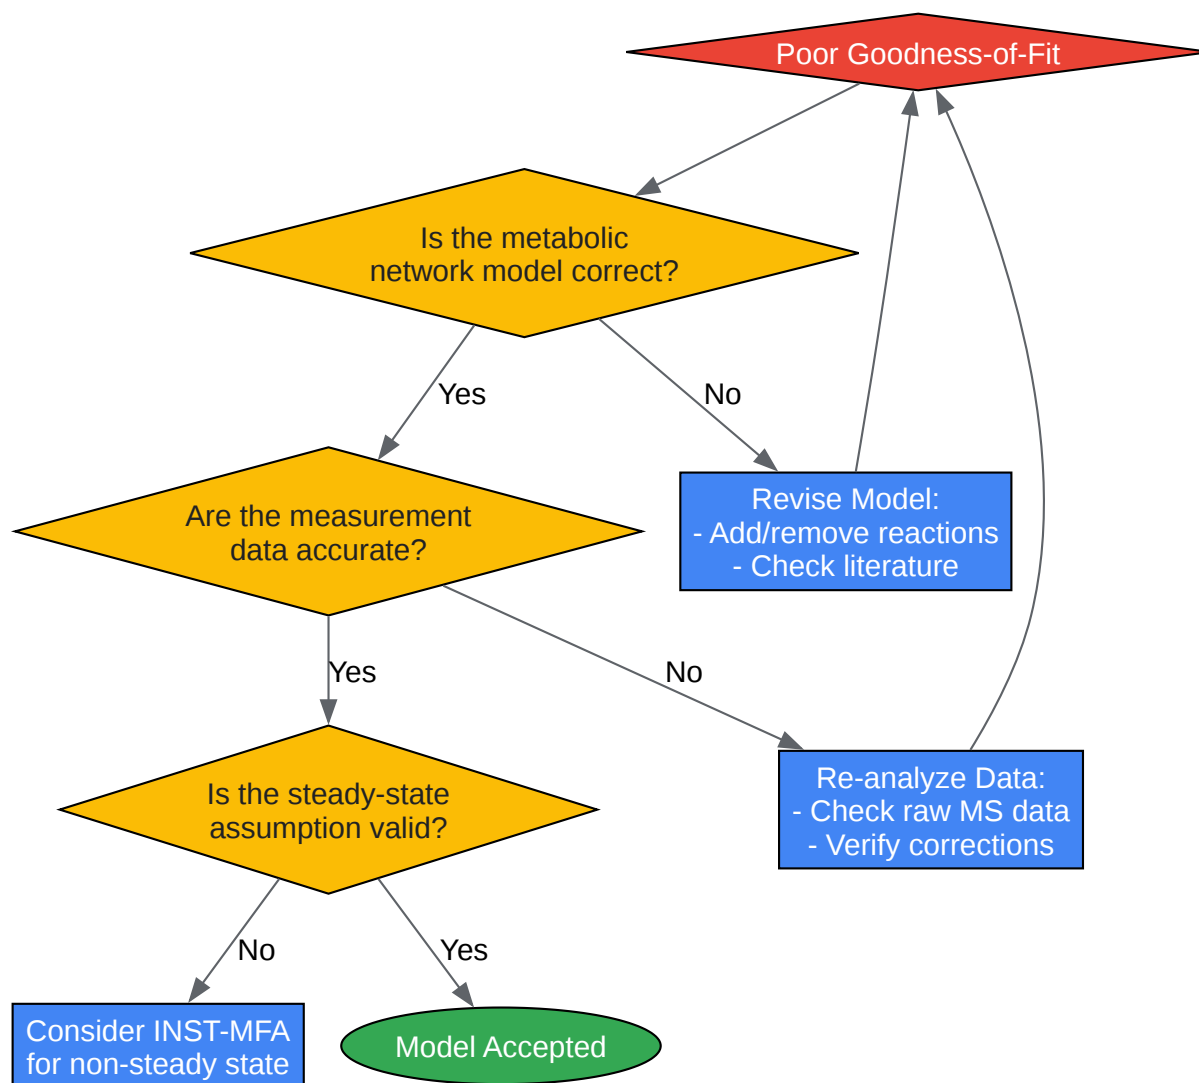 Poor Goodness-of-Fit
Is the metabolic
network model correct?
Yes
No
Are the measurement
data accurate?
Revise Model:
- Add/remove reactions
- Check literature
Yes
No
Is the steady-state
assumption valid?
Re-analyze Data:
- Check raw MS data
- Verify corrections
No
Yes
Consider INST-MFA
for non-steady state
Model Accepted